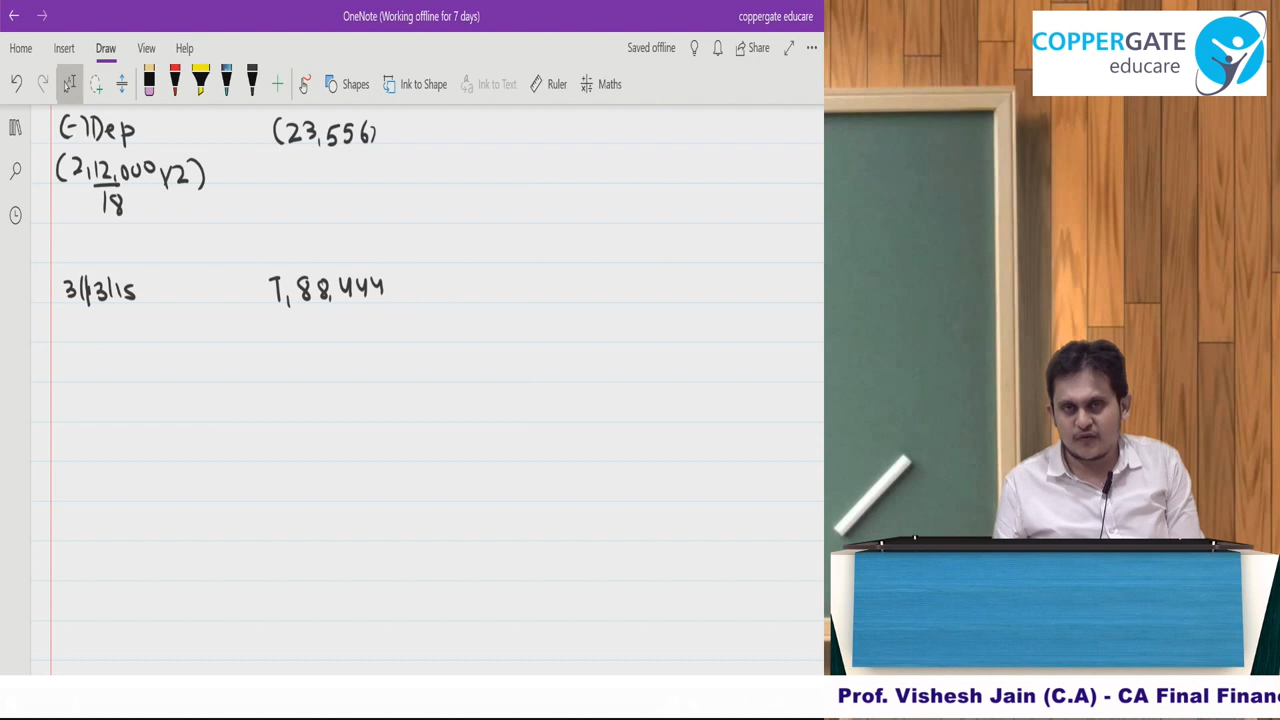 OneNote (Working offline for 7 days)
coppergate educare
Home Insert Draw View Help
Saved offline
Share
Shapes
Ink to Shape
Ink to Text
Ruler
Maths
COPPERGATE
educare
(-) Dep (23,556)
(2,12,000 x 2)
18
31/3/15 1,88,444
Prof. Vishesh Jain (C.A) - CA Final Finan